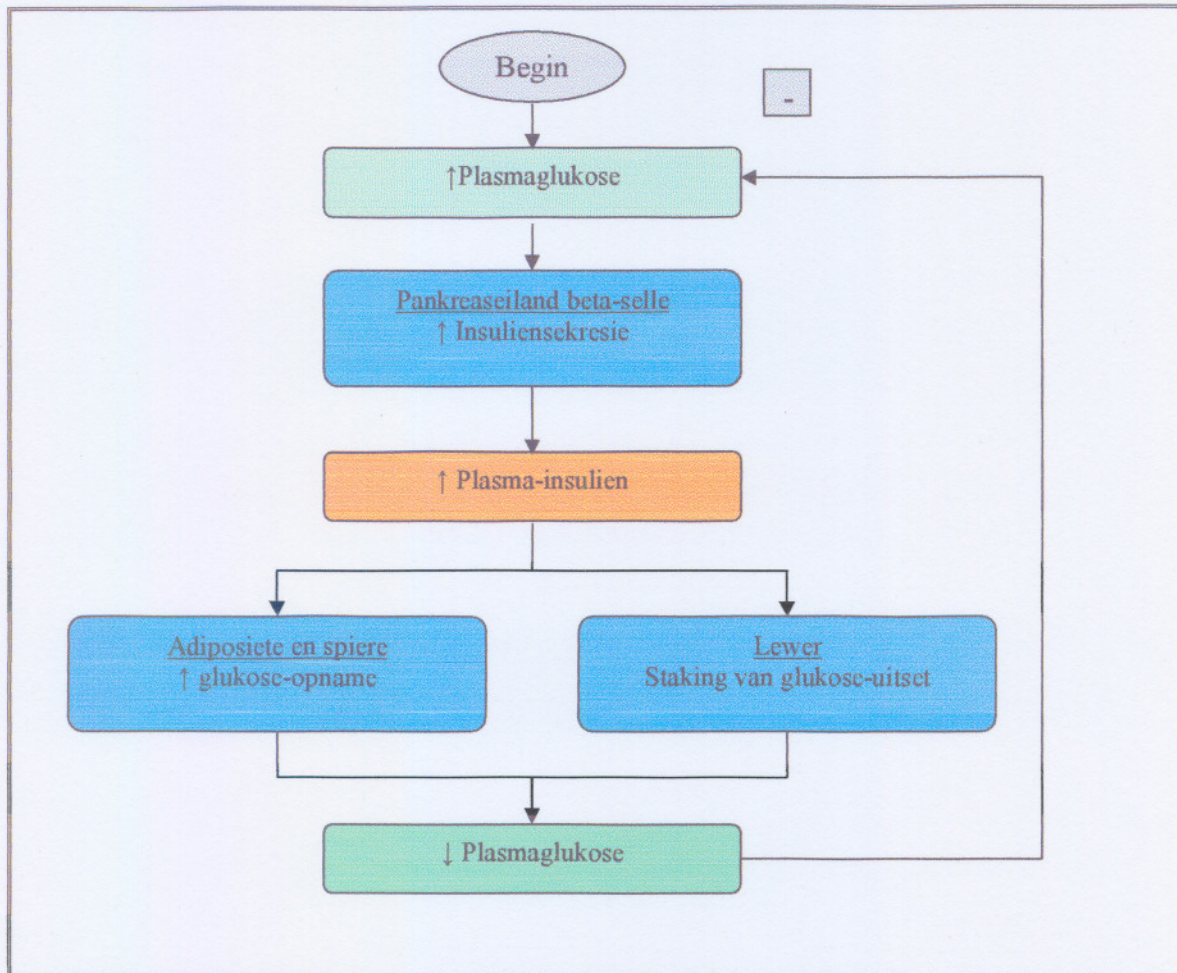 Begin
-
↑Plasmaglukose
Pankreaseiland beta-selle
↑ Insuliensekresie
↑ Plasma-insulien
Adiposiete en spiere
↑ glukose-opname
Lewer
Staking van glukose-uitset
↓ Plasmaglukose